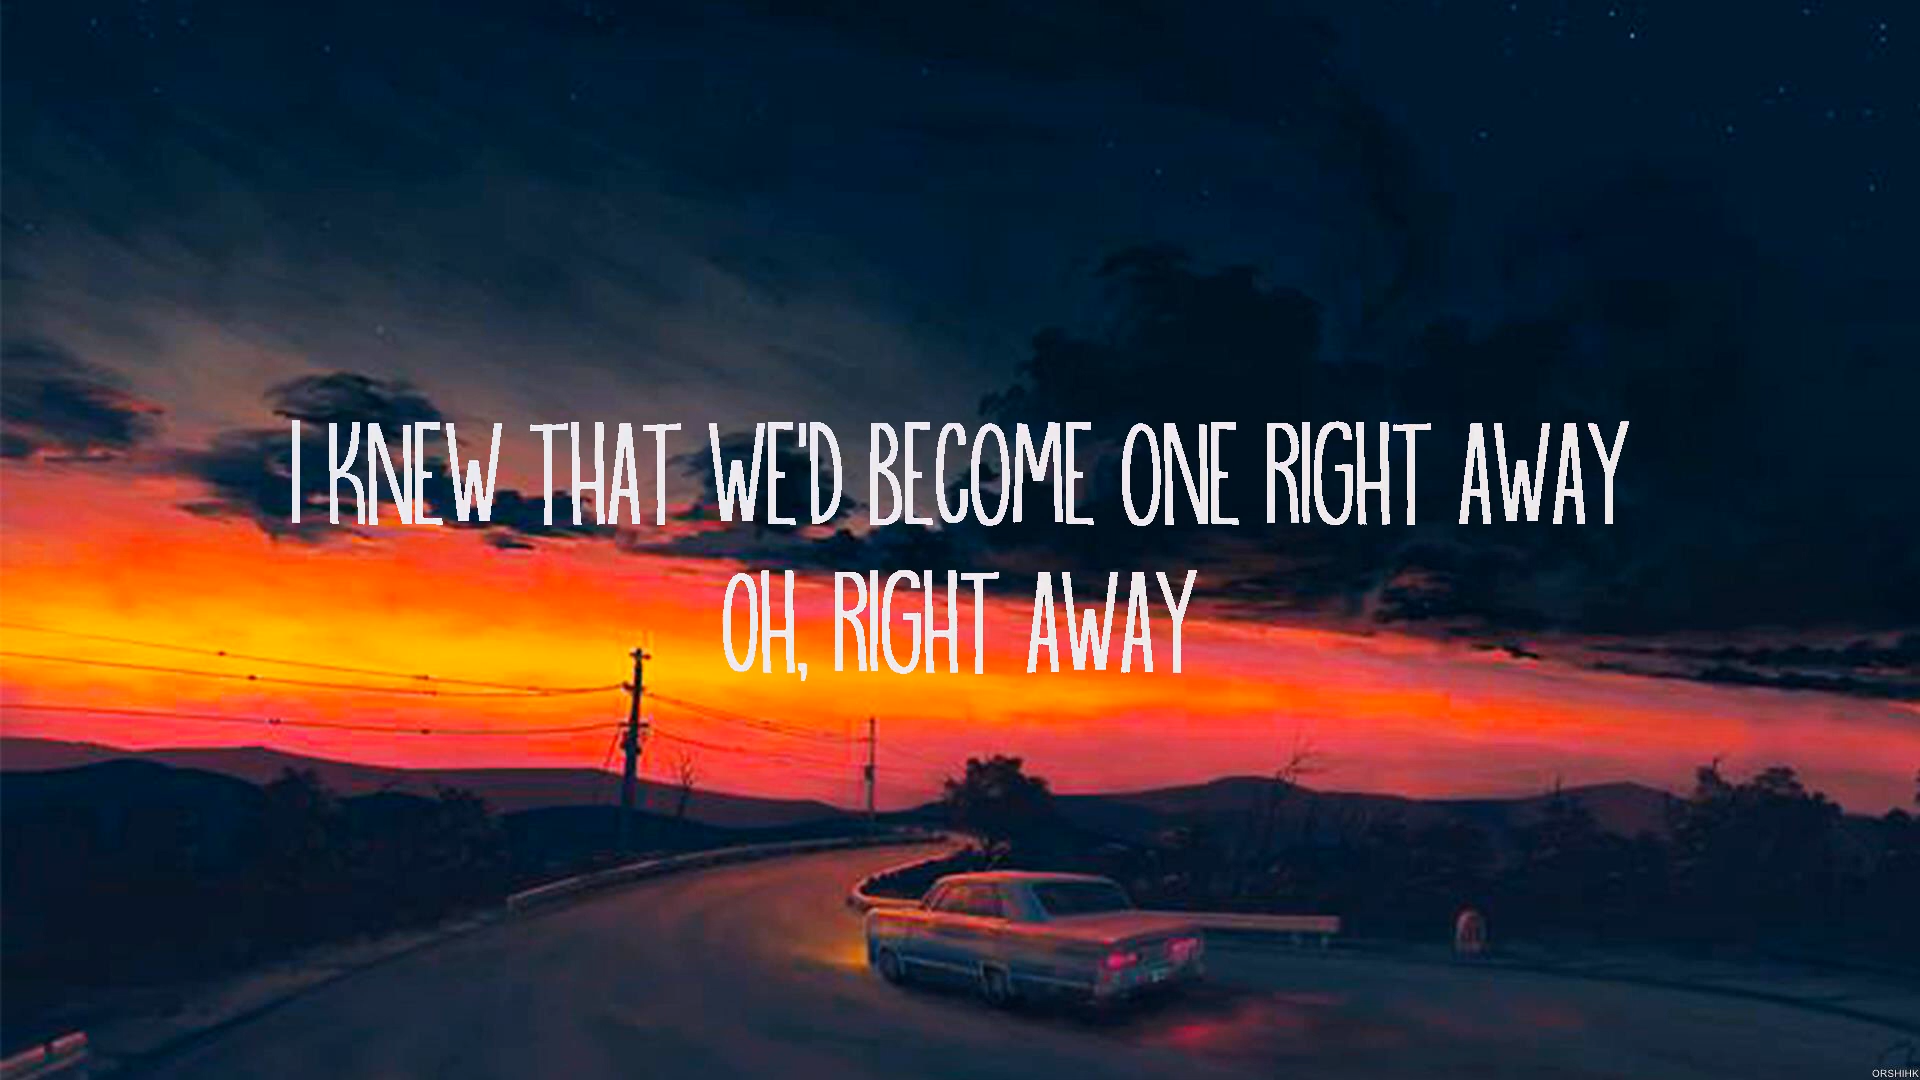 I KNEW THAT WE'D BECOME ONE RIGHT AWAY
OH, RIGHT AWAY
ORSHIHK